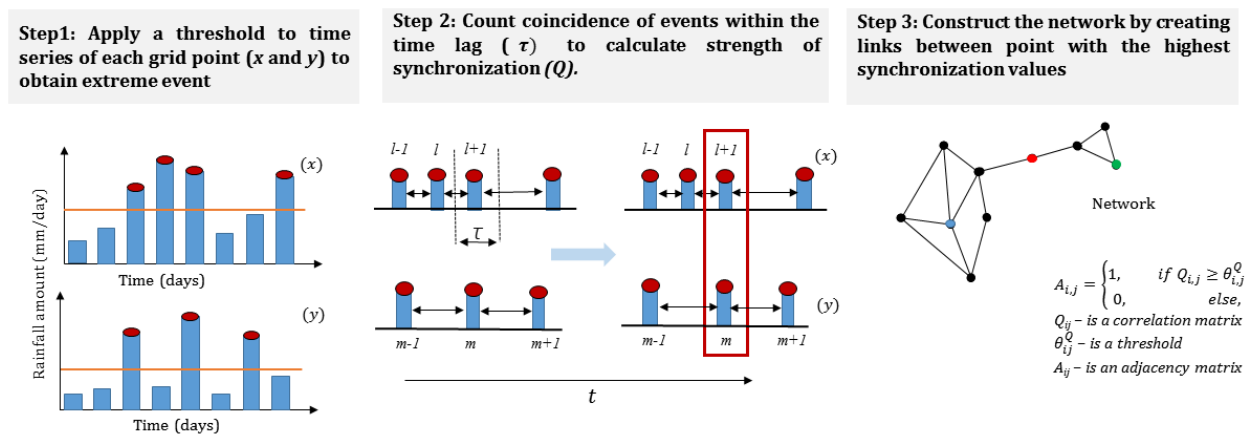 Step1: Apply a threshold to time
series of each grid point (x and y) to
obtain extreme event
Step 2: Count coincidence of events within the
time lag ( τ) to calculate strength of
synchronization (Q).
Step 3: Construct the network by creating
links between point with the highest
synchronization values
Rainfall amount (mm/day)
(x)
Time (days)
(y)
Time (days)
l-1 l l+1
τ
m-1 m m+1
l-1 l l+1 (x)
(y)
m-1 m m+1
t
Network
A_{i,j} = {1, if Q_{i,j} ≥ θ^Q_{i,j}
0, else,
Q_{ij} – is a correlation matrix
θ^Q_{ij} – is a threshold
A_{ij} – is an adjacency matrix